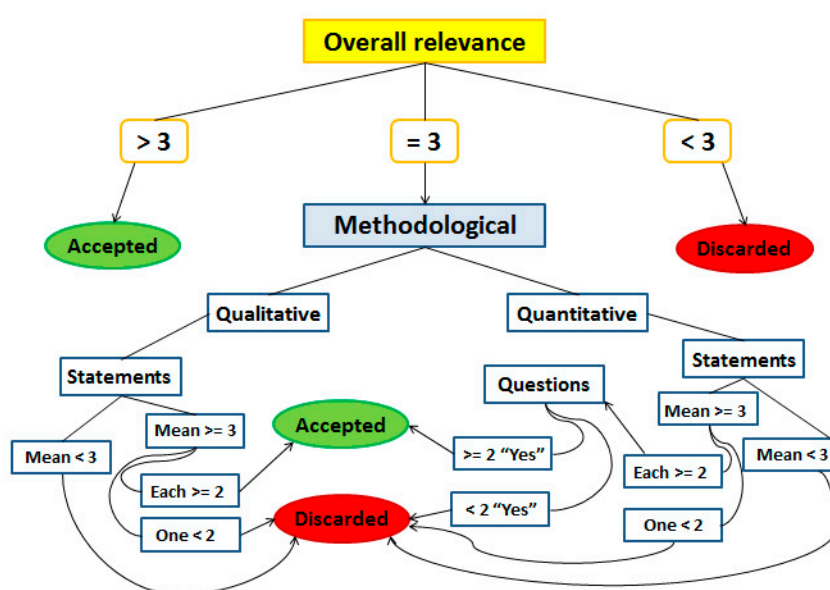 Overall relevance
> 3
= 3
< 3
Accepted
Methodological
Discarded
Qualitative
Quantitative
Statements
Questions
Statements
Mean < 3
Mean >= 3
Accepted
>= 2 “Yes”
Mean >= 3
Mean < 3
Each >= 2
Each >= 2
One < 2
Discarded
< 2 “Yes”
One < 2